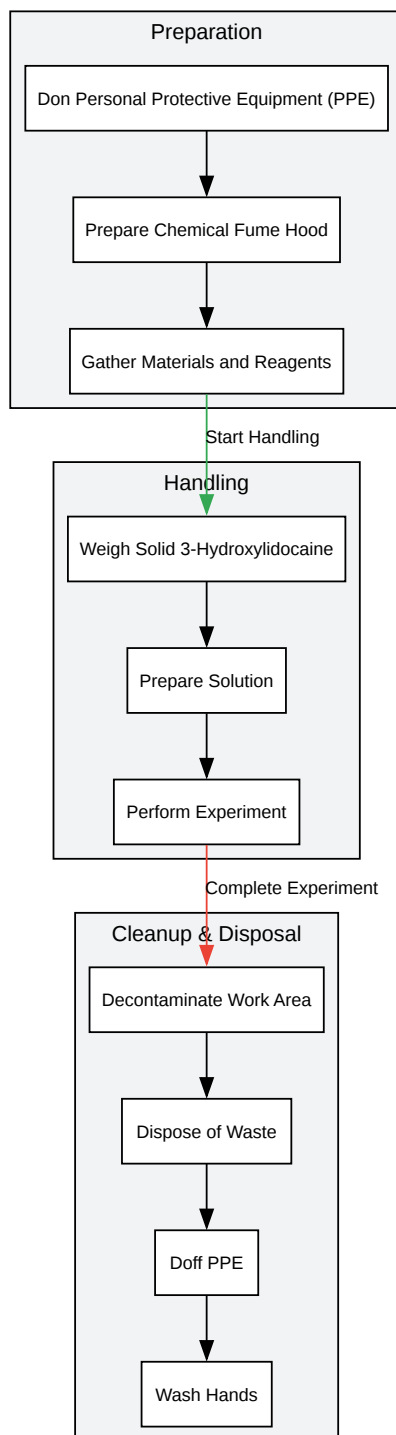 Preparation
Don Personal Protective Equipment (PPE)
Prepare Chemical Fume Hood
Gather Materials and Reagents
Start Handling
Handling
Weigh Solid 3-Hydroxylidocaine
Prepare Solution
Perform Experiment
Complete Experiment
Cleanup & Disposal
Decontaminate Work Area
Dispose of Waste
Doff PPE
Wash Hands